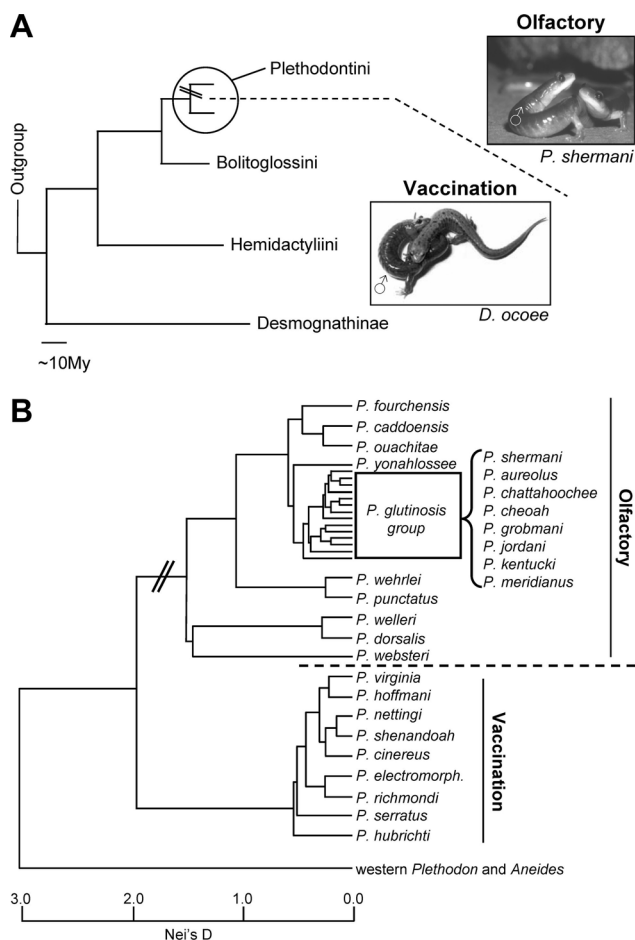 A
Olfactory
Plethodontini
♂
P. shermani
Outgroup
Bolitoglossini
Vaccination
Hemidactyliini
♂
D. ocoee
Desmognathinae
~10My
B
P. fourchensis
P. caddoensis
P. ouachitae
P. yonahlossee
P. glutinosis
group
P. shermani
P. aureolus
P. chattahoochee
P. cheoah
P. grobmani
P. jordani
P. kentucki
P. meridianus
Olfactory
P. wehrlei
P. punctatus
P. welleri
P. dorsalis
P. websteri
P. virginia
P. hoffmani
P. nettingi
P. shenandoah
P. cinereus
P. electromorph.
P. richmondi
P. serratus
P. hubrichti
Vaccination
western Plethodon and Aneides
3.0 2.0 1.0 0.0
Nei's D